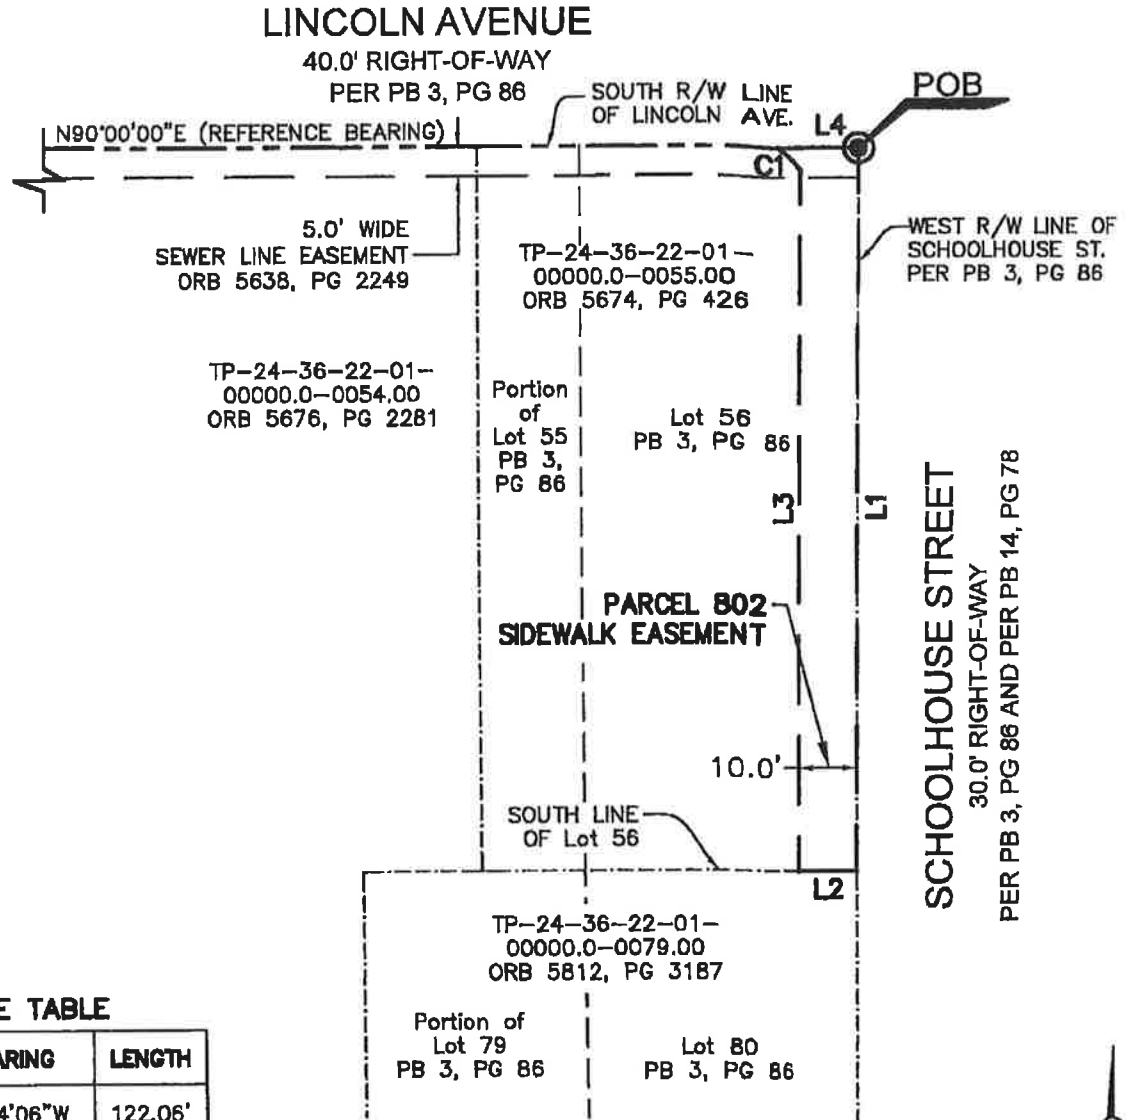 LINCOLN AVENUE
40.0' RIGHT-OF-WAY
PER PB 3, PG 86
SOUTH R/W LINE
OF LINCOLN AVE.
POB
N90°00'00"E (REFERENCE BEARING)
L4
C1
5.0' WIDE
SEWER LINE EASEMENT
ORB 5638, PG 2249
TP-24-36-22-01-
00000.0-0055.00
ORB 5674, PG 426
WEST R/W LINE OF
SCHOOLHOUSE ST.
PER PB 3, PG 86
TP-24-36-22-01-
00000.0-0054.00
ORB 5676, PG 2281
Portion
of
Lot 55
PB 3,
PG 86
Lot 56
PB 3, PG 86
L3
L1
SCHOOLHOUSE STREET
30.0' RIGHT-OF-WAY
PER PB 3, PG 86 AND PER PB 14, PG 78
PARCEL 802
SIDEWALK EASEMENT
10.0'
SOUTH LINE
OF Lot 56
L2
TP-24-36-22-01-
00000.0-0079.00
ORB 5812, PG 3187
Portion of
Lot 79
PB 3, PG 86
Lot 80
PB 3, PG 86
E TABLE
ARING LENGTH
4'06"W 122.06'